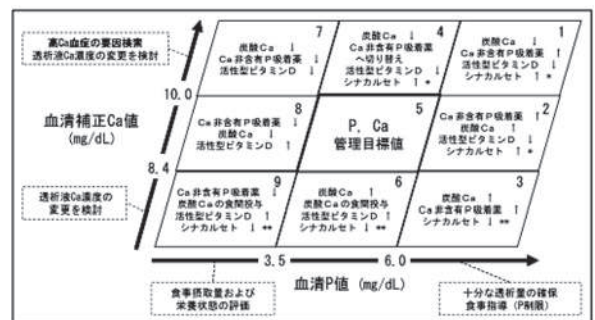 高Ca血症の要因検索
透析液Ca濃度の変更を検討
7
炭酸Ca ↓
Ca非含有P吸着薬 ↓
活性型ビタミンD ↓
4
炭酸Ca ↓
Ca非含有P吸着薬
へ切り替え
活性型ビタミンD ↓
シナカルセト ↑ *
1
炭酸Ca ↓
Ca非含有P吸着薬 ↑
活性型ビタミンD ↓
シナカルセト ↑ *
10.0
血清補正Ca値
(mg/dL)
8.4
8
Ca非含有P吸着薬 ↓
炭酸Ca ↓
活性型ビタミンD ↑
5
P, Ca
管理目標値
2
Ca非含有P吸着薬 ↑
炭酸Ca ↑
活性型ビタミンD ↓
シナカルセト ↑ *
透析液Ca濃度の
変更を検討
9
Ca非含有P吸着薬 ↓
炭酸Caの食間投与
活性型ビタミンD ↑
シナカルセト ↓ **
6
炭酸Ca ↑
炭酸Caの食間投与
活性型ビタミンD ↑
シナカルセト ↓ **
3
炭酸Ca ↑
Ca非含有P吸着薬 ↑
シナカルセト ↓ **
3.5
6.0
食事摂取量および
栄養状態の評価
血清P値 (mg/dL)
十分な透析量の確保
食事指導 (P制限)